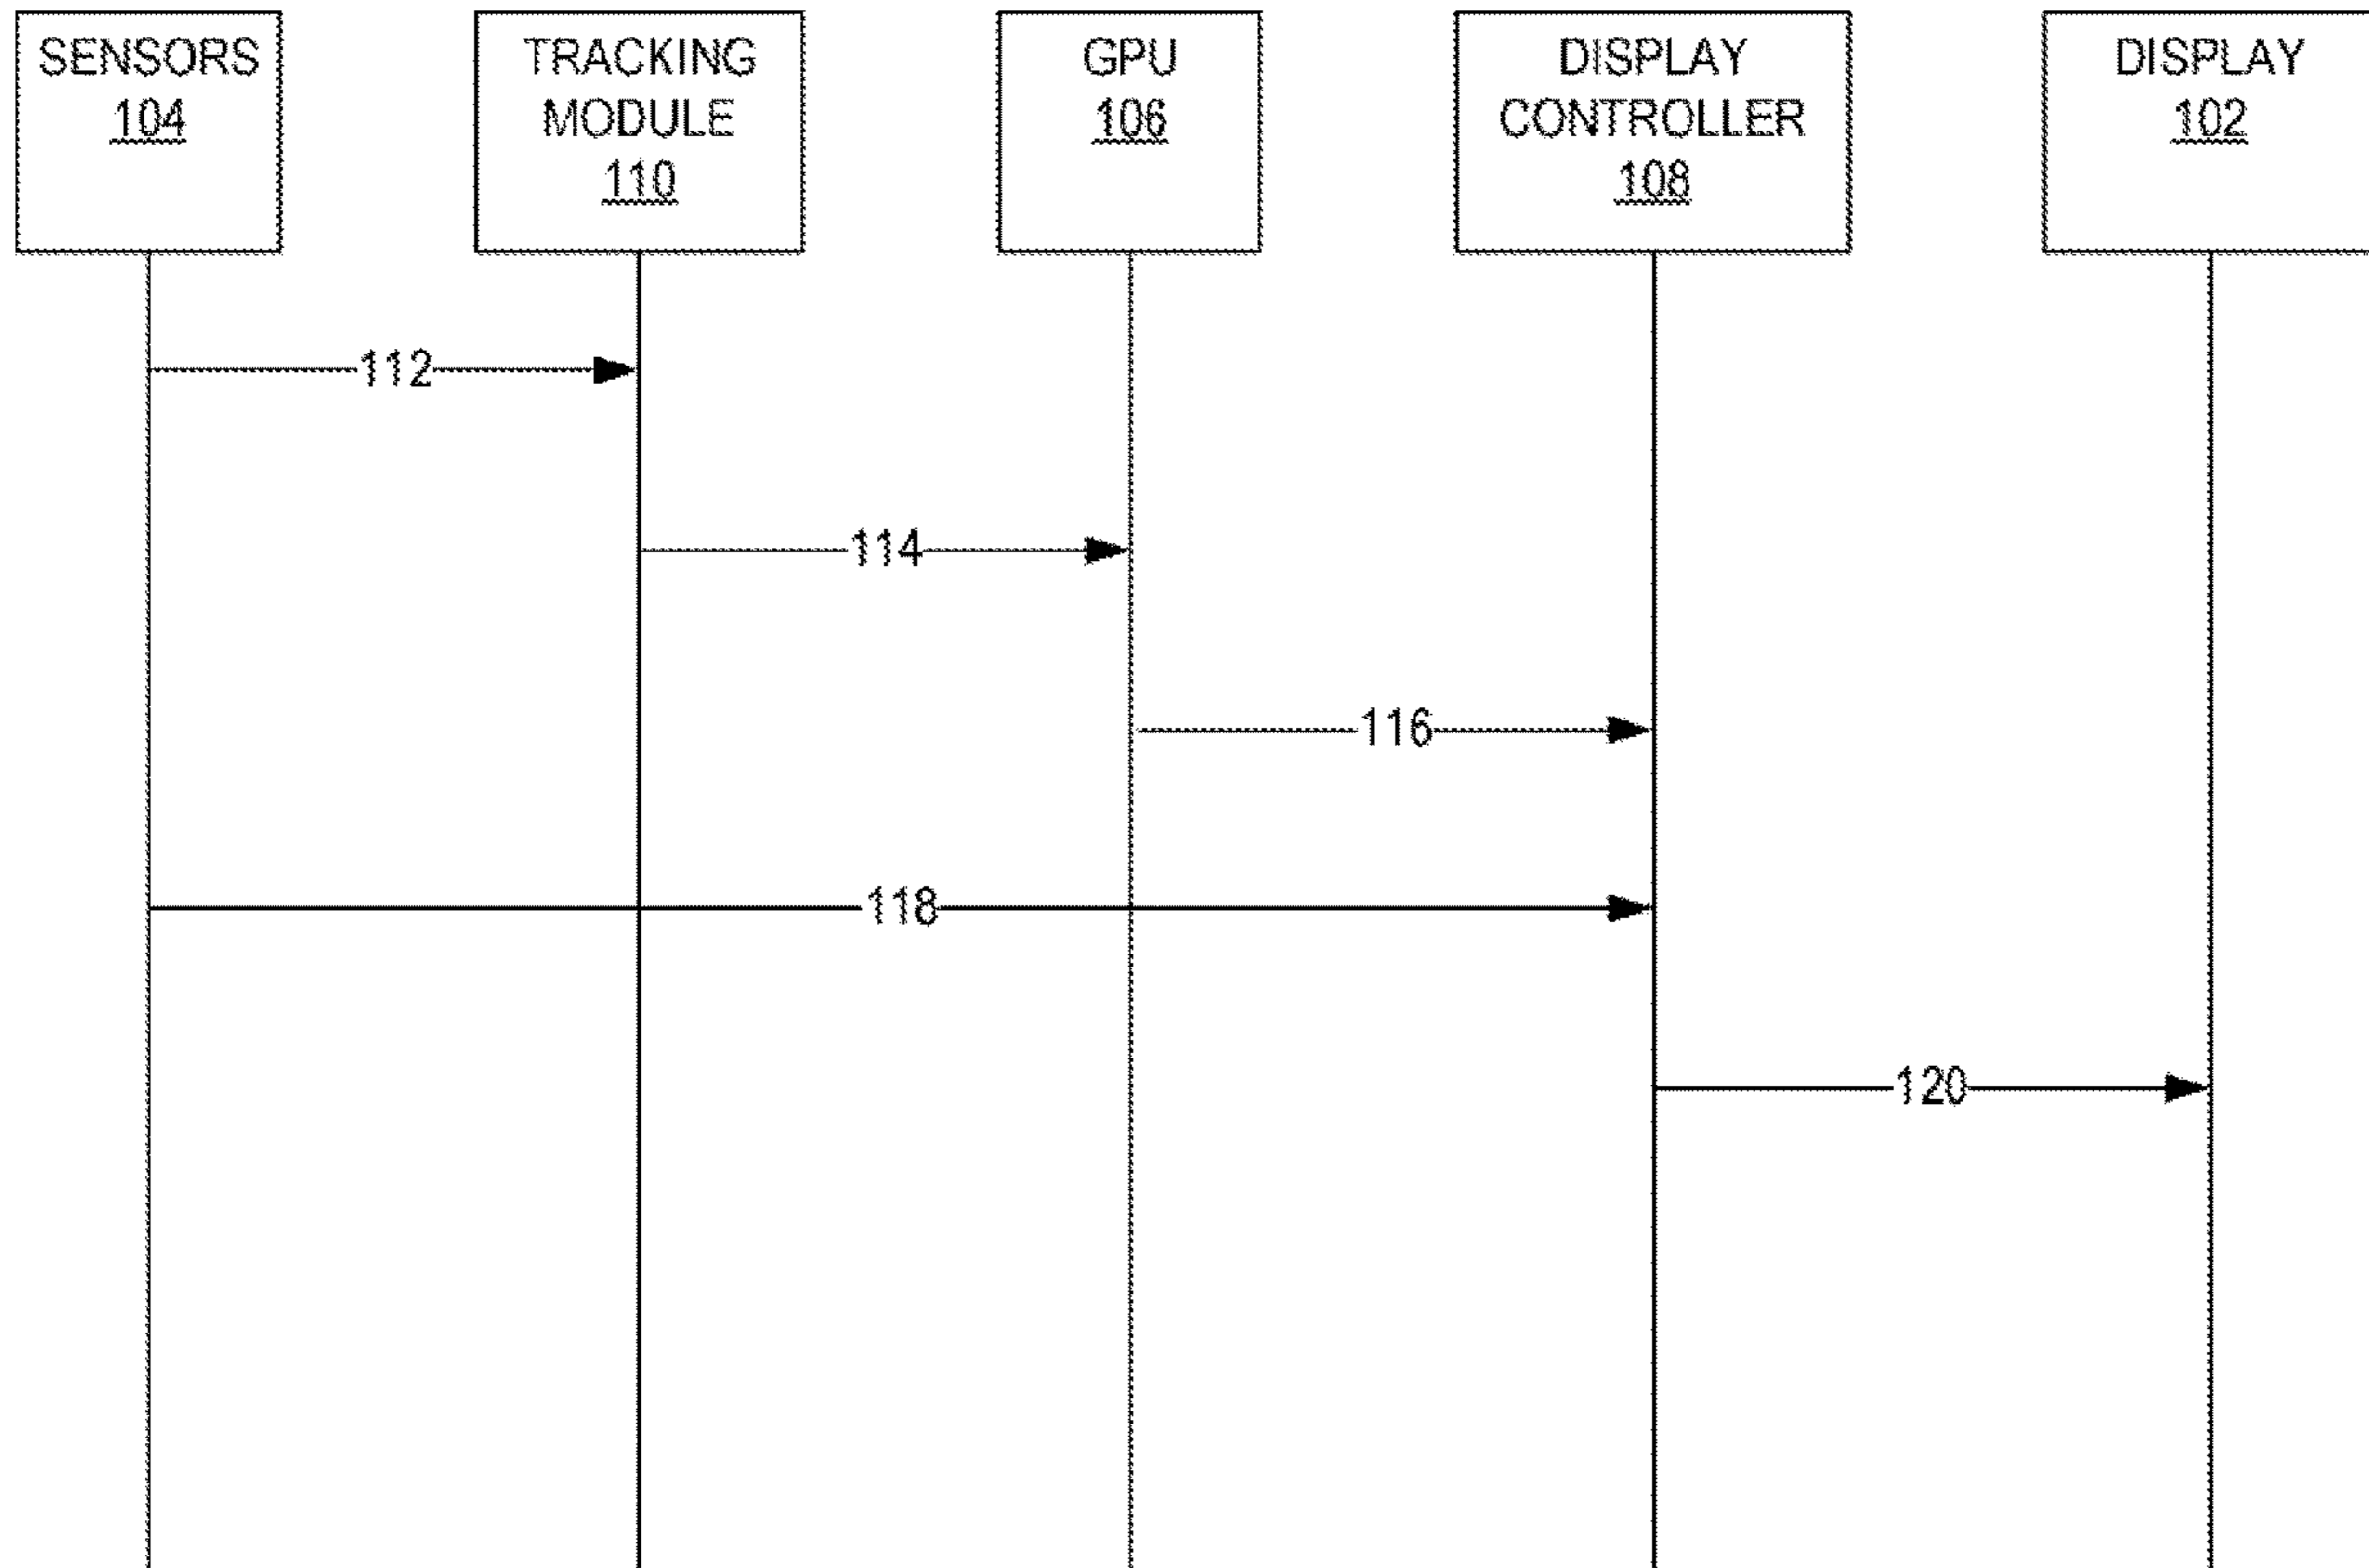 SENSORS
104
TRACKING
MODULE
110
GPU
106
DISPLAY
CONTROLLER
108
DISPLAY
102
112
114
116
118
120